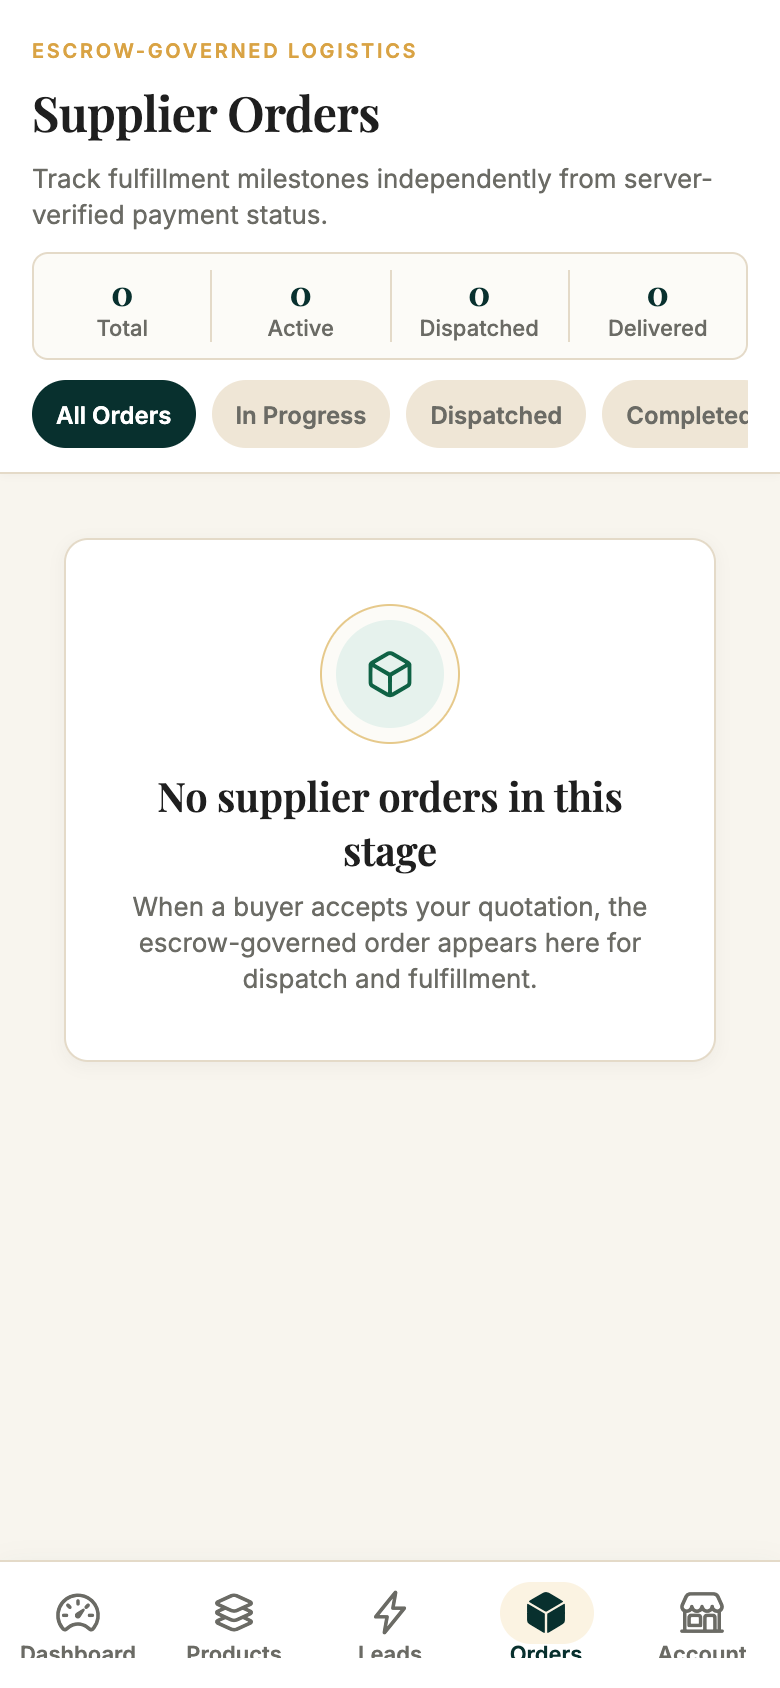 ESCROW-GOVERNED LOGISTICS
Supplier Orders
Track fulfillment milestones independently from server-
verified payment status.
0 0 0 0
Total Active Dispatched Delivered
All Orders In Progress Dispatched Completed
No supplier orders in this
stage
When a buyer accepts your quotation, the
escrow-governed order appears here for
dispatch and fulfillment.
Dashboard Products Leads Orders Account